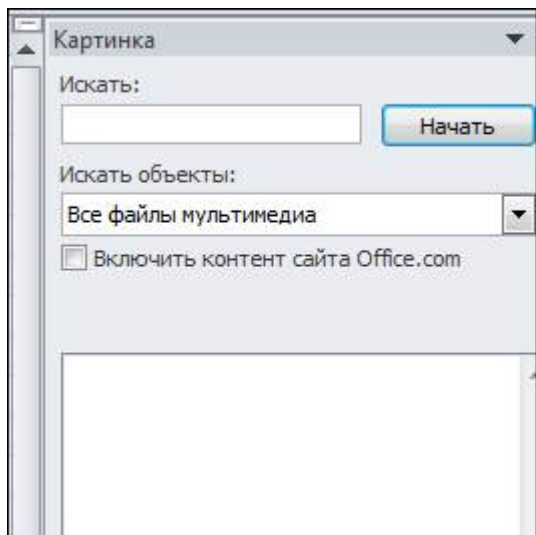 Картинка
Искать:
Начать
Искать объекты:
Все файлы мультимедиа
Включить контент сайта Office.com